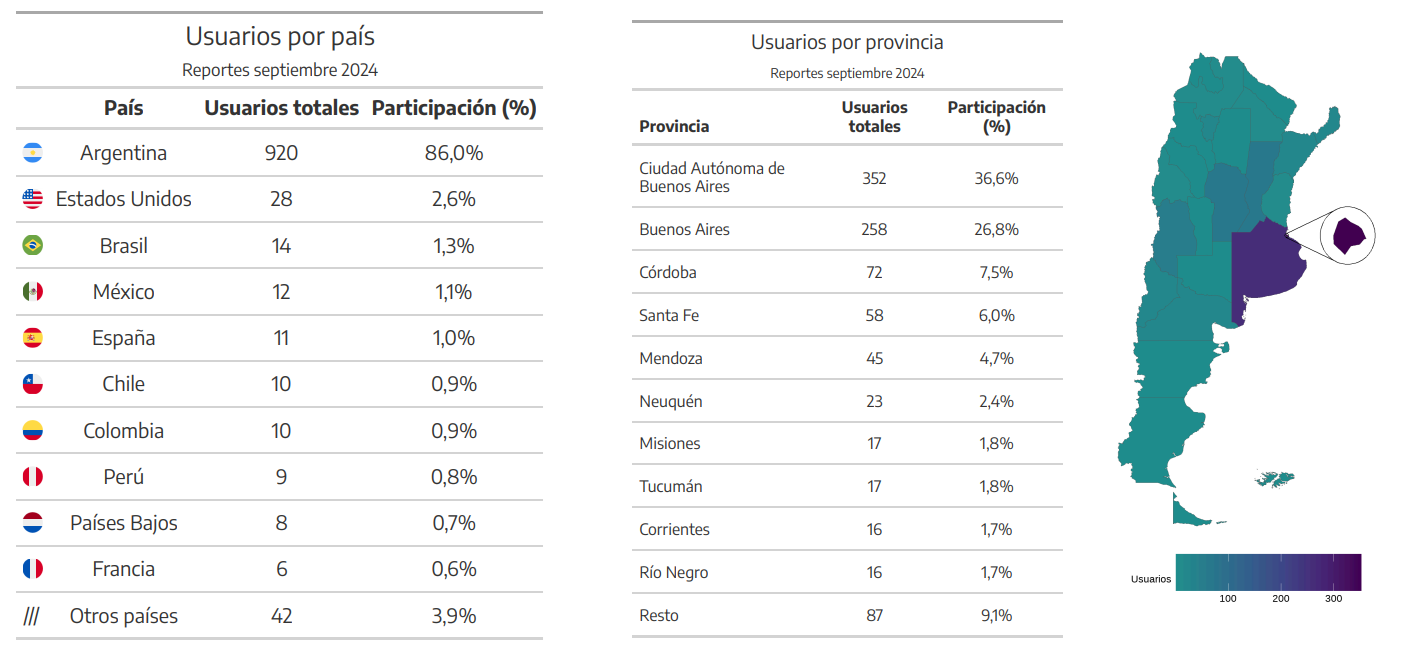 Usuarios por país
Reportes septiembre 2024
País Usuarios totales Participación (%)
Argentina 920 86,0%
Estados Unidos 28 2,6%
Brasil 14 1,3%
México 12 1,1%
España 11 1,0%
Chile 10 0,9%
Colombia 10 0,9%
Perú 9 0,8%
Países Bajos 8 0,7%
Francia 6 0,6%
/// Otros países 42 3,9%
Usuarios por provincia
Reportes septiembre 2024
Provincia Usuarios totales Participación (%)
Ciudad Autónoma de
Buenos Aires 352 36,6%
Buenos Aires 258 26,8%
Córdoba 72 7,5%
Santa Fe 58 6,0%
Mendoza 45 4,7%
Neuquén 23 2,4%
Misiones 17 1,8%
Tucumán 17 1,8%
Corrientes 16 1,7%
Río Negro 16 1,7%
Resto 87 9,1%
Usuarios
100 200 300